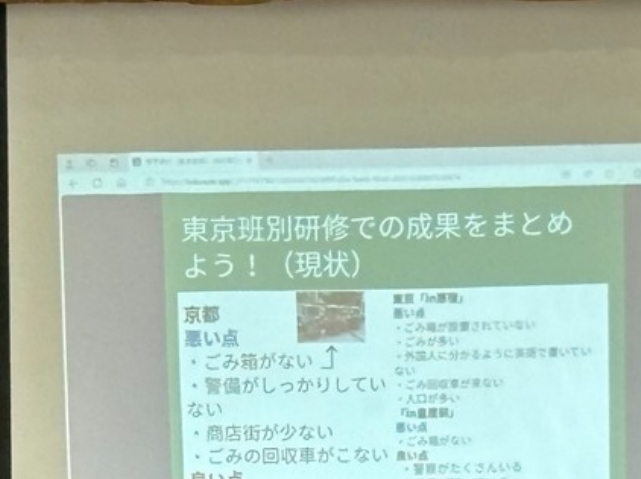 東京班別研修での成果をまとめ
よう！（現状）
京都
悪い点
・ごみ箱がない
・警備がしっかりしてい
ない
・商店街が少ない
・ごみの回収車がこない
良い点
東京「in原宿」
悪い点
・ごみ箱が設置されていない
・ごみが多い
・外国人に分かるように英語で書いてい
ない
・ごみ回収車が来ない
・人口が多い
悪い点
・ごみ箱がない
良い点
・警察がたくさんいる